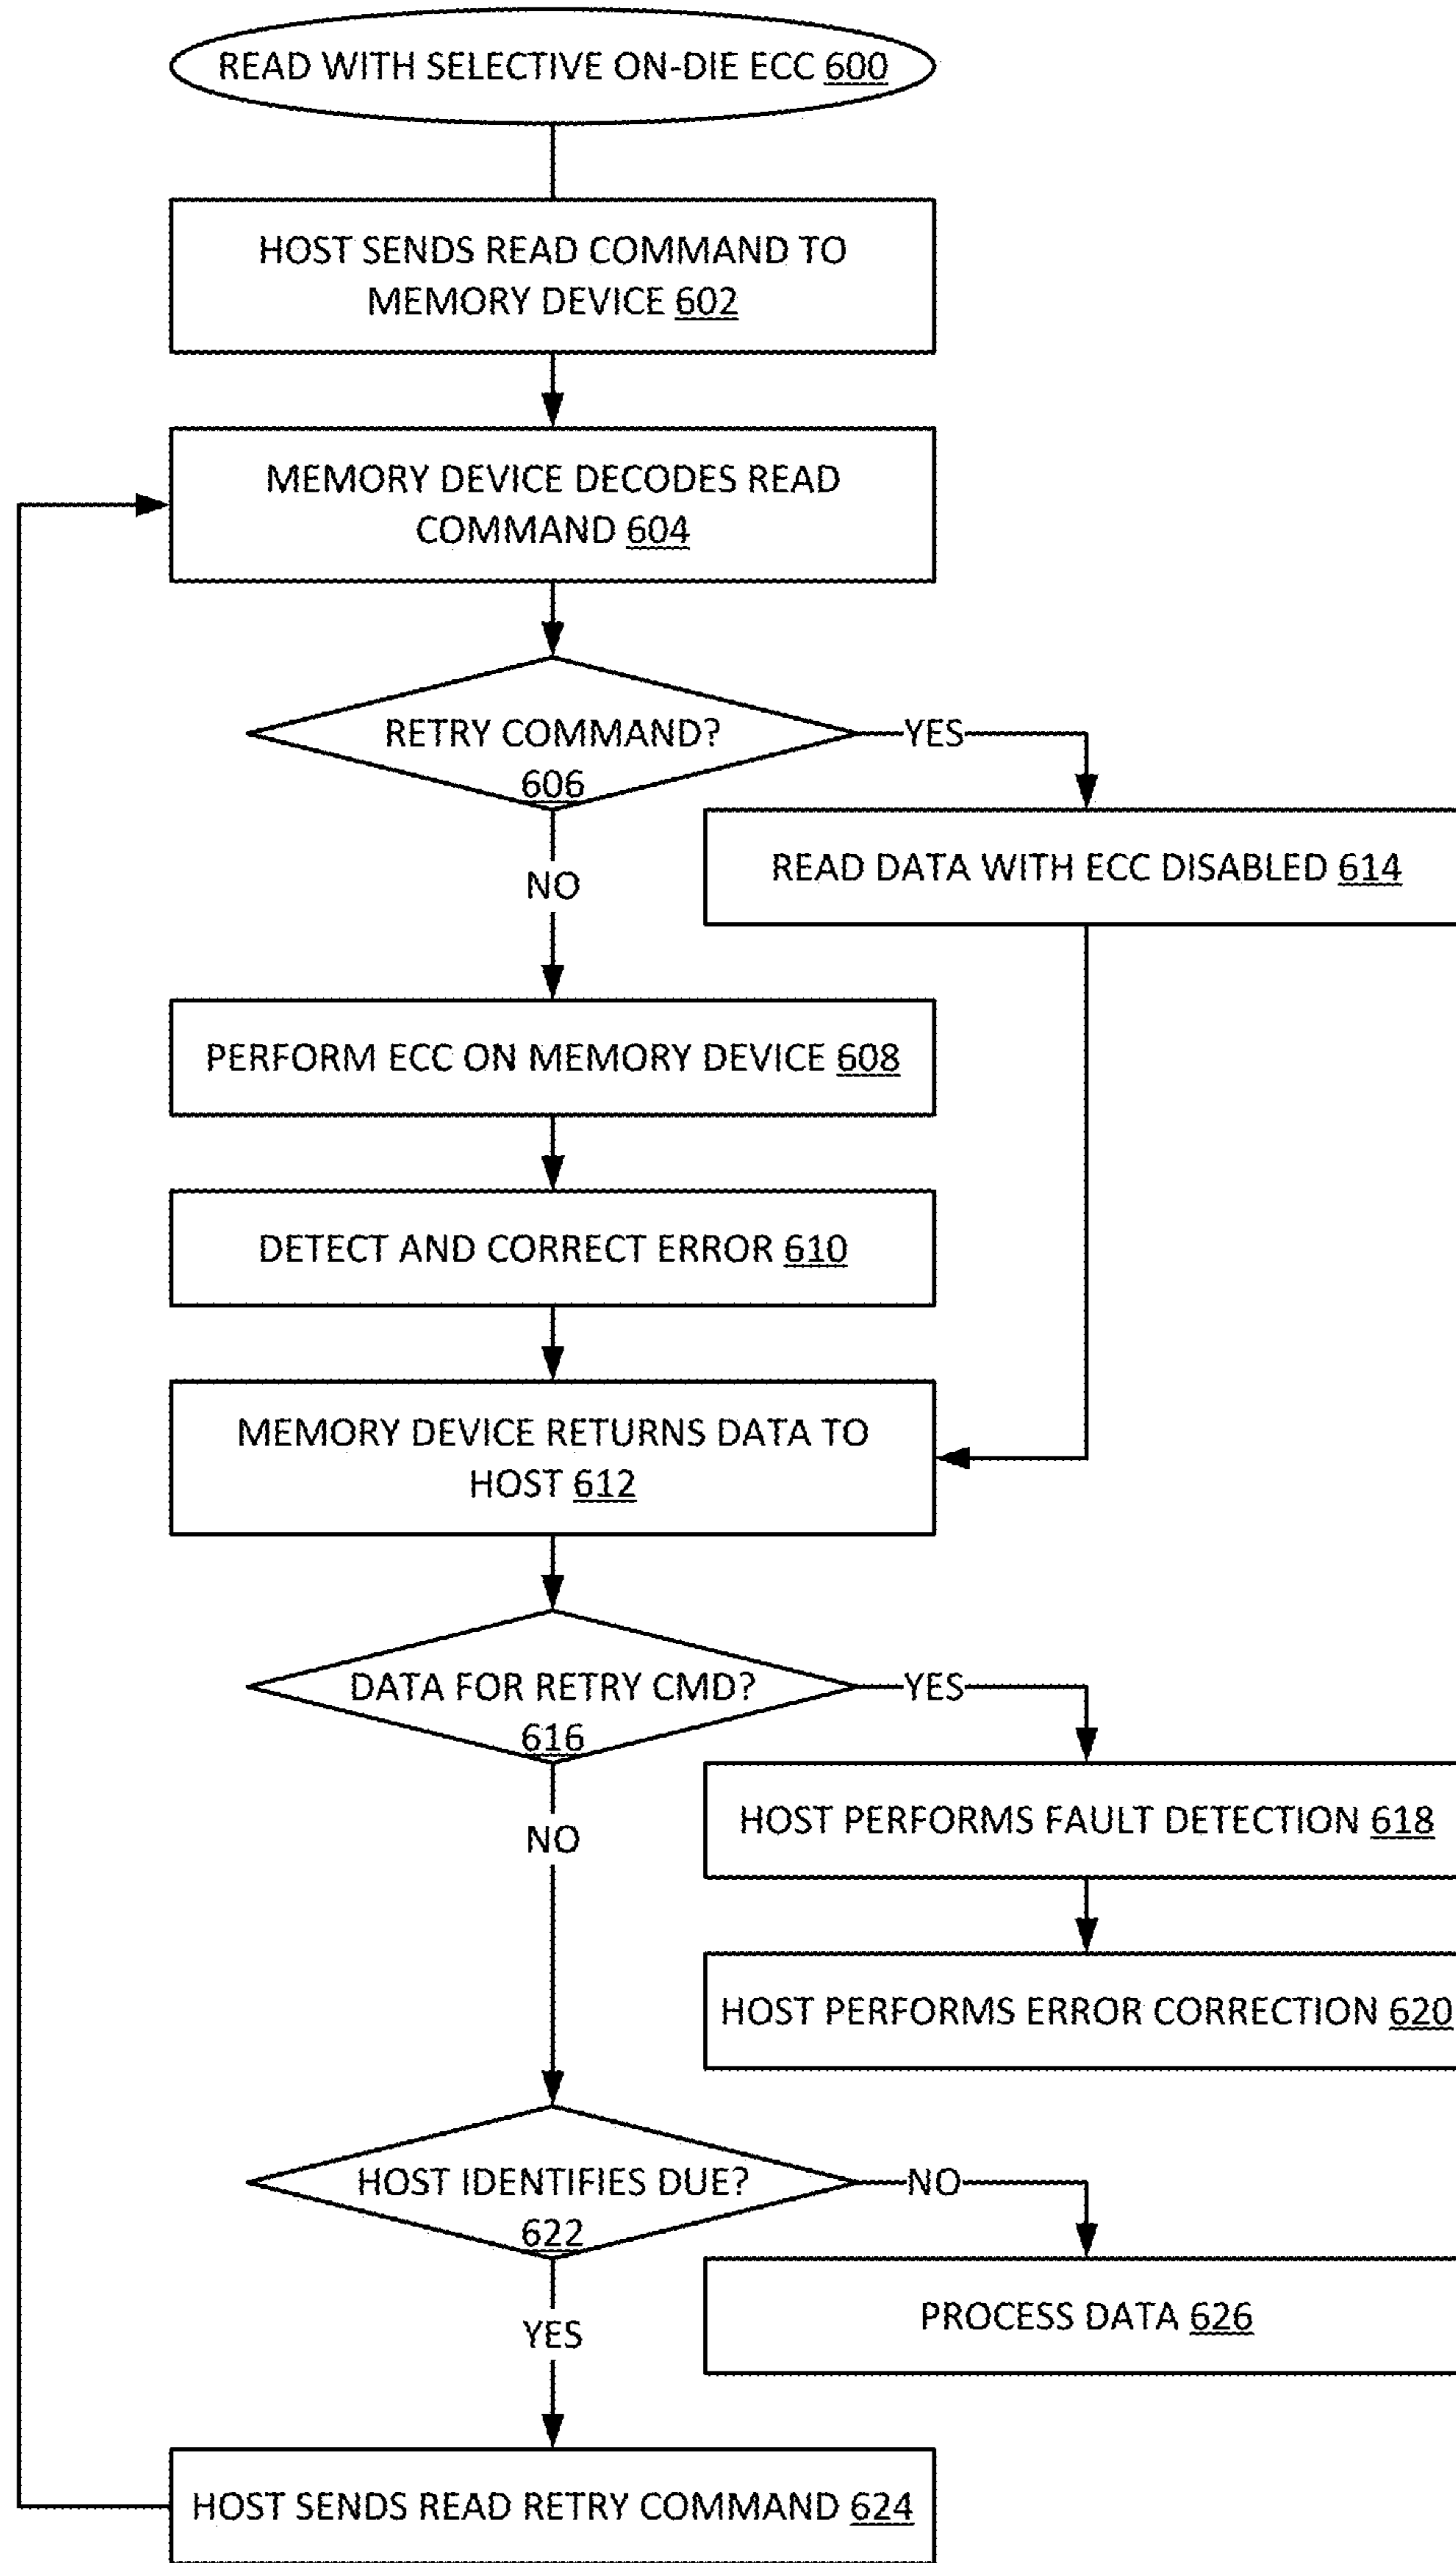 READ WITH SELECTIVE ON-DIE ECC 600
HOST SENDS READ COMMAND TO
MEMORY DEVICE 602
MEMORY DEVICE DECODES READ
COMMAND 604
RETRY COMMAND?
606
YES
READ DATA WITH ECC DISABLED 614
NO
PERFORM ECC ON MEMORY DEVICE 608
DETECT AND CORRECT ERROR 610
MEMORY DEVICE RETURNS DATA TO
HOST 612
DATA FOR RETRY CMD?
616
YES
HOST PERFORMS FAULT DETECTION 618
NO
HOST PERFORMS ERROR CORRECTION 620
HOST IDENTIFIES DUE?
622
NO
PROCESS DATA 626
YES
HOST SENDS READ RETRY COMMAND 624